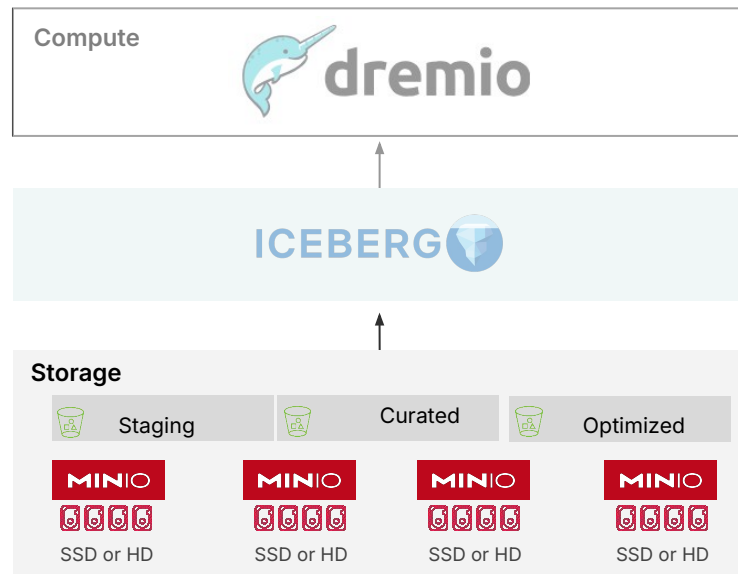 Compute
dremio
ICEBERG
Storage
Staging
Curated
Optimized
MINIO
MINIO
MINIO
MINIO
SSD or HD
SSD or HD
SSD or HD
SSD or HD